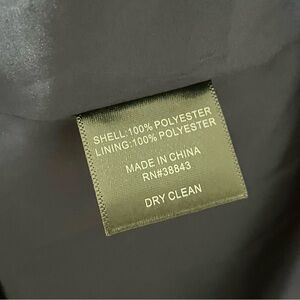 SHELL:100% POLYESTER
LINING:100% POLYESTER
MADE IN CHINA
RN#38843
DRY CLEAN